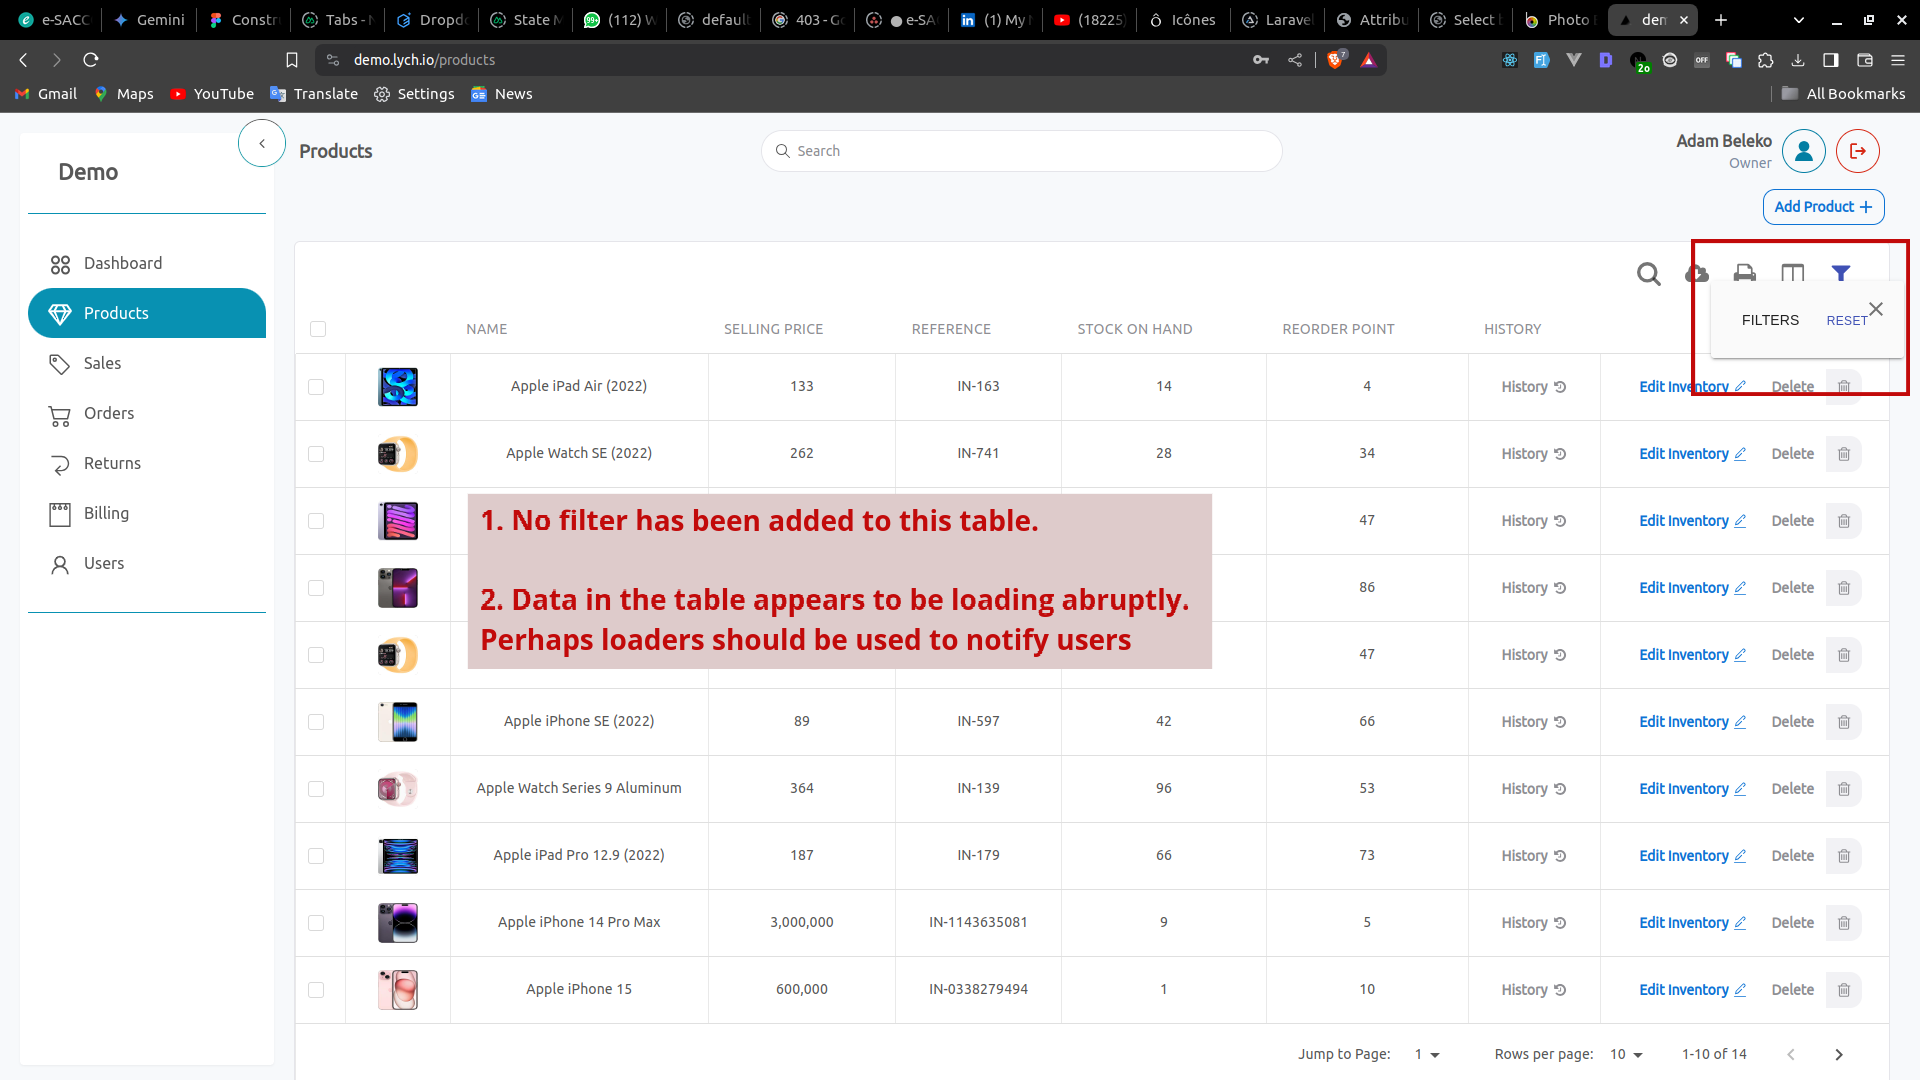 e-SACC
Gemini
Constru
Tabs - N
Dropd
State M
99+
(112) W
default
403 - Go
● e-SA
(1) My
(18225)
Icônes
Laravel
Attribu
Select
Photo
dem
demo.lych.io/products
7
2o
OFF
Gmail
Maps
YouTube
Translate
Settings
News
All Bookmarks
Demo
Products
Search
Adam Beleko
Owner
Add Product
Dashboard
Products
Sales
Orders
Returns
Billing
Users
FILTERS RESET
NAME SELLING PRICE REFERENCE STOCK ON HAND REORDER POINT HISTORY
Apple iPad Air (2022) 133 IN-163 14 4 History Edit Inventory Delete
Apple Watch SE (2022) 262 IN-741 28 34 History Edit Inventory Delete
47 History Edit Inventory Delete
86 History Edit Inventory Delete
47 History Edit Inventory Delete
1. No filter has been added to this table.
2. Data in the table appears to be loading abruptly.
Perhaps loaders should be used to notify users
Apple iPhone SE (2022) 89 IN-597 42 66 History Edit Inventory Delete
Apple Watch Series 9 Aluminum 364 IN-139 96 53 History Edit Inventory Delete
Apple iPad Pro 12.9 (2022) 187 IN-179 66 73 History Edit Inventory Delete
Apple iPhone 14 Pro Max 3,000,000 IN-1143635081 9 5 History Edit Inventory Delete
Apple iPhone 15 600,000 IN-0338279494 1 10 History Edit Inventory Delete
Jump to Page: 1 Rows per page: 10 1-10 of 14